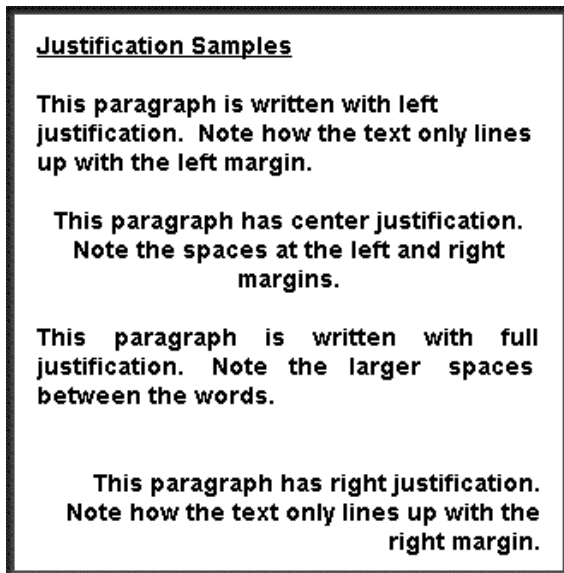 Justification Samples
This paragraph is written with left
justification.  Note how the text only lines
up with the left margin.
This paragraph has center justification.
Note the spaces at the left and right
margins.
This paragraph is written with full
justification. Note the larger spaces
between the words.
This paragraph has right justification.
Note how the text only lines up with the
right margin.